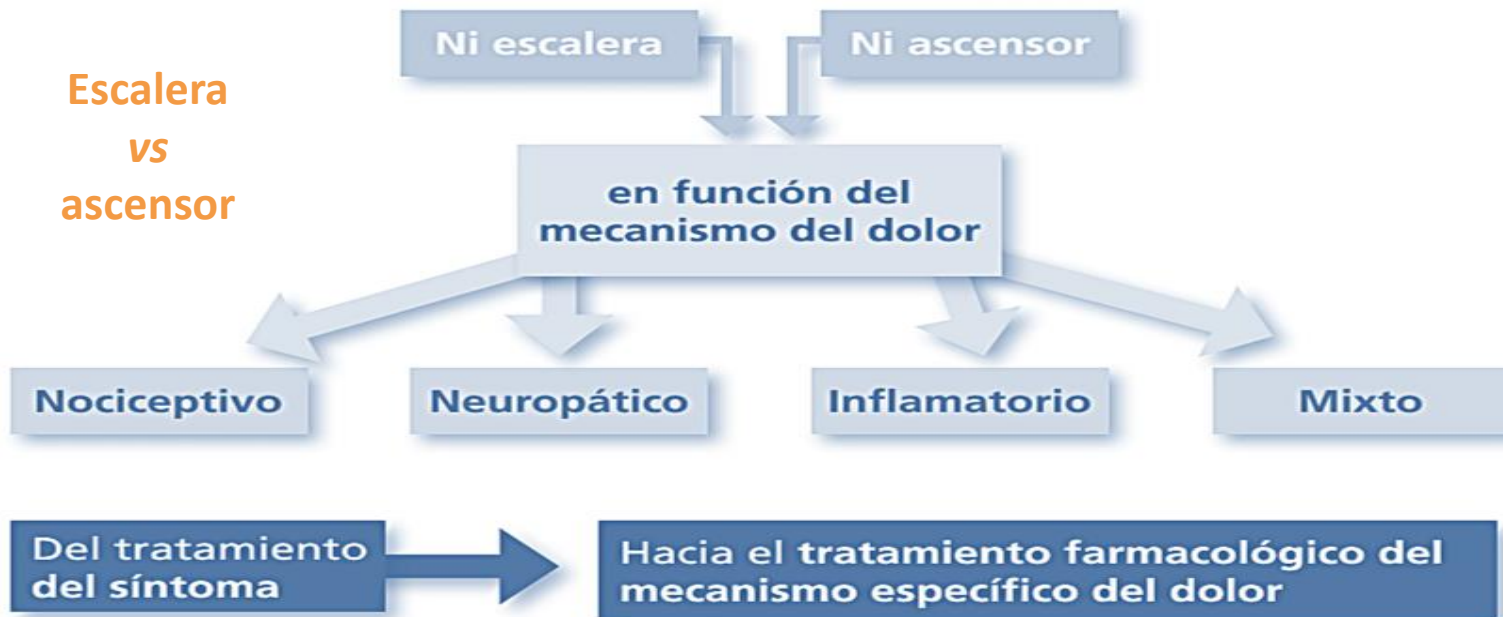 Ni escalera
Ni ascensor
Escalera
vs
ascensor
en función del
mecanismo del dolor
Nociceptivo
Neuropático
Inflamatorio
Mixto
Del tratamiento
del síntoma
Hacia el tratamiento farmacológico del
mecanismo específico del dolor